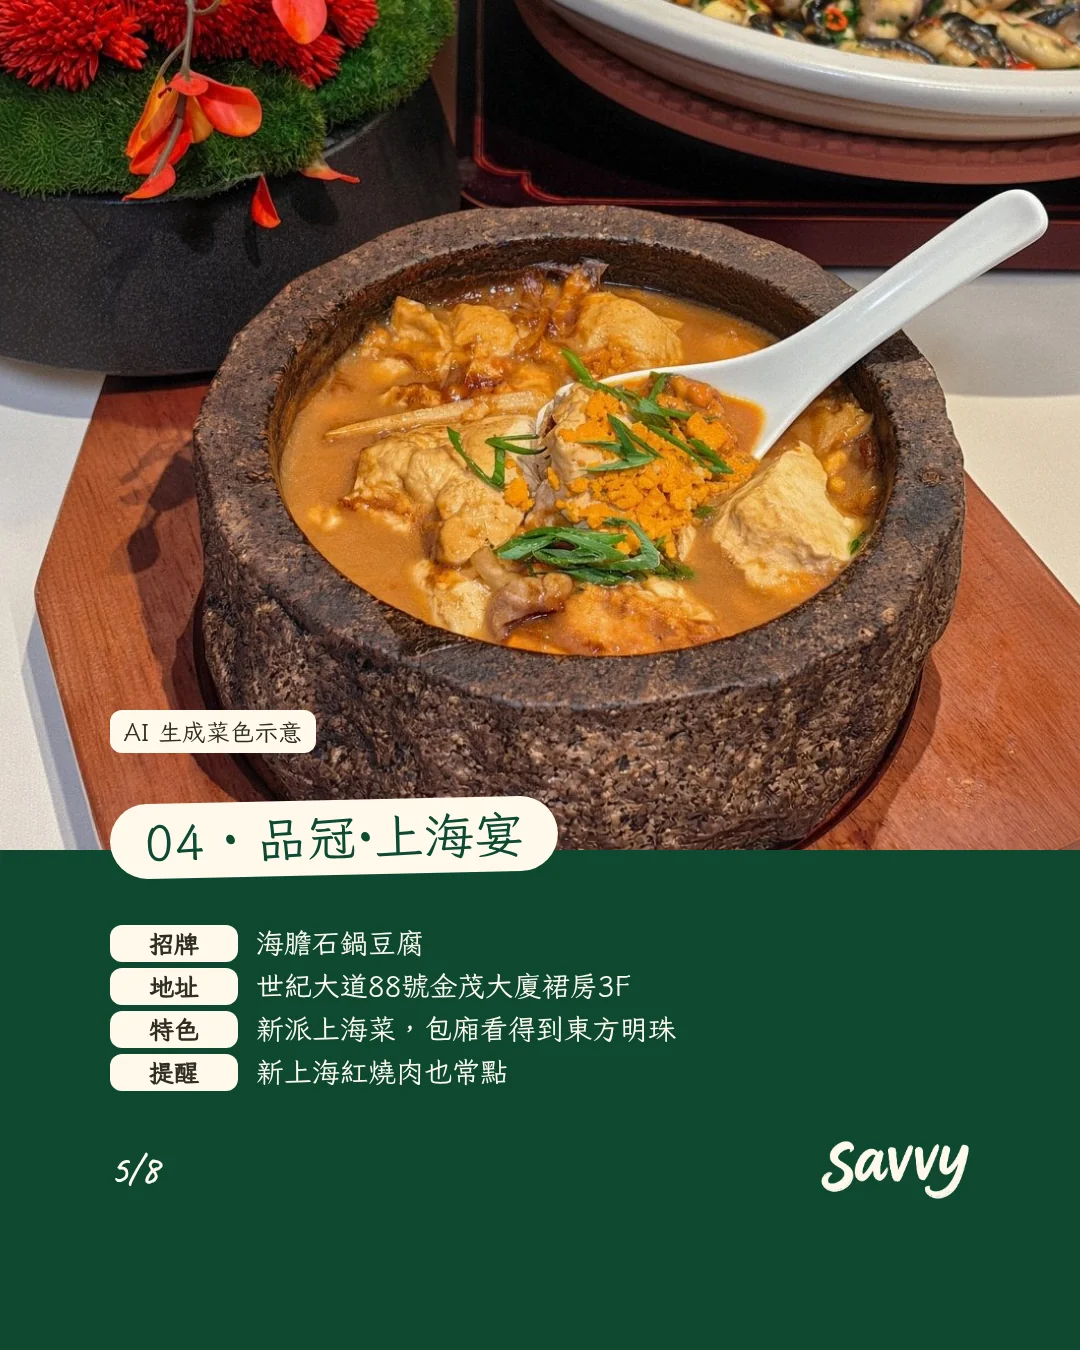 AI 生成菜色示意
04・品冠•上海宴
招牌 海膽石鍋豆腐
地址 世紀大道88號金茂大廈裙房3F
特色 新派上海菜，包廂看得到東方明珠
提醒 新上海紅燒肉也常點
5/8
Savvy